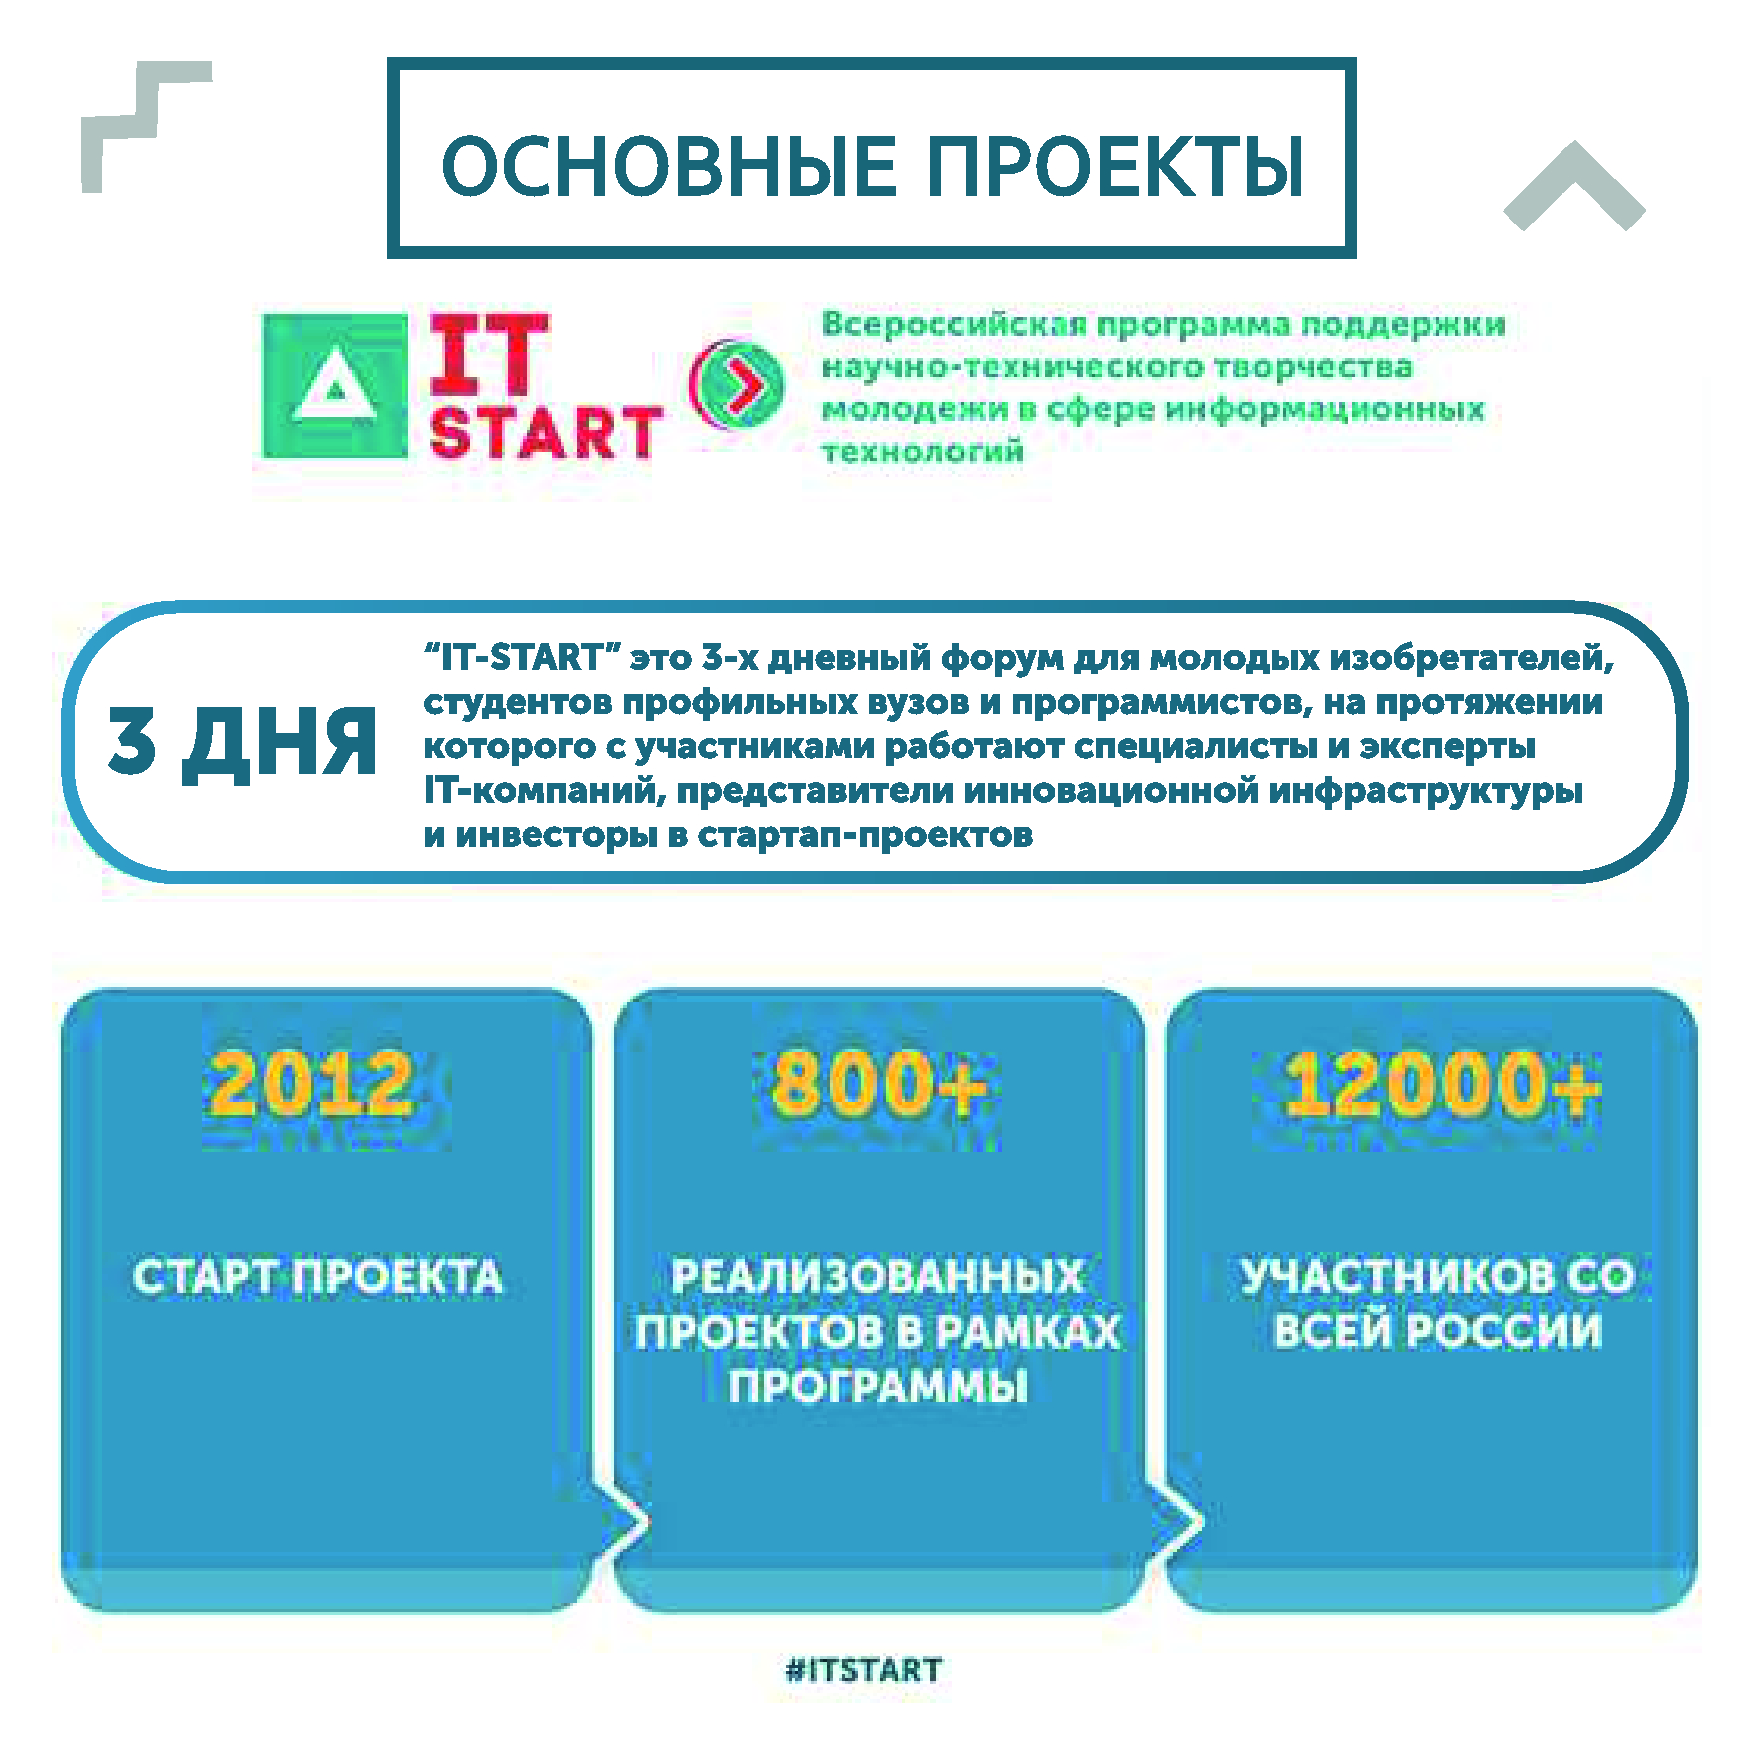 ОСНОВНЫЕ ПРОЕКТЫ
IT
START
Всероссийская программа поддержки
научно-технического творчества
молодежи в сфере информационных
технологий
3 ДНЯ
“IT-START” это 3-х дневный форум для молодых изобретателей,
студентов профильных вузов и программистов, на протяжении
которого с участниками работают специалисты и эксперты
IT-компаний, представители инновационной инфраструктуры
и инвесторы в стартап-проектов
2012
СТАРТ ПРОЕКТА
800+
РЕАЛИЗОВАННЫХ
ПРОЕКТОВ В РАМКАХ
ПРОГРАММЫ
12000+
УЧАСТНИКОВ СО
ВСЕЙ РОССИИ
#ITSTART